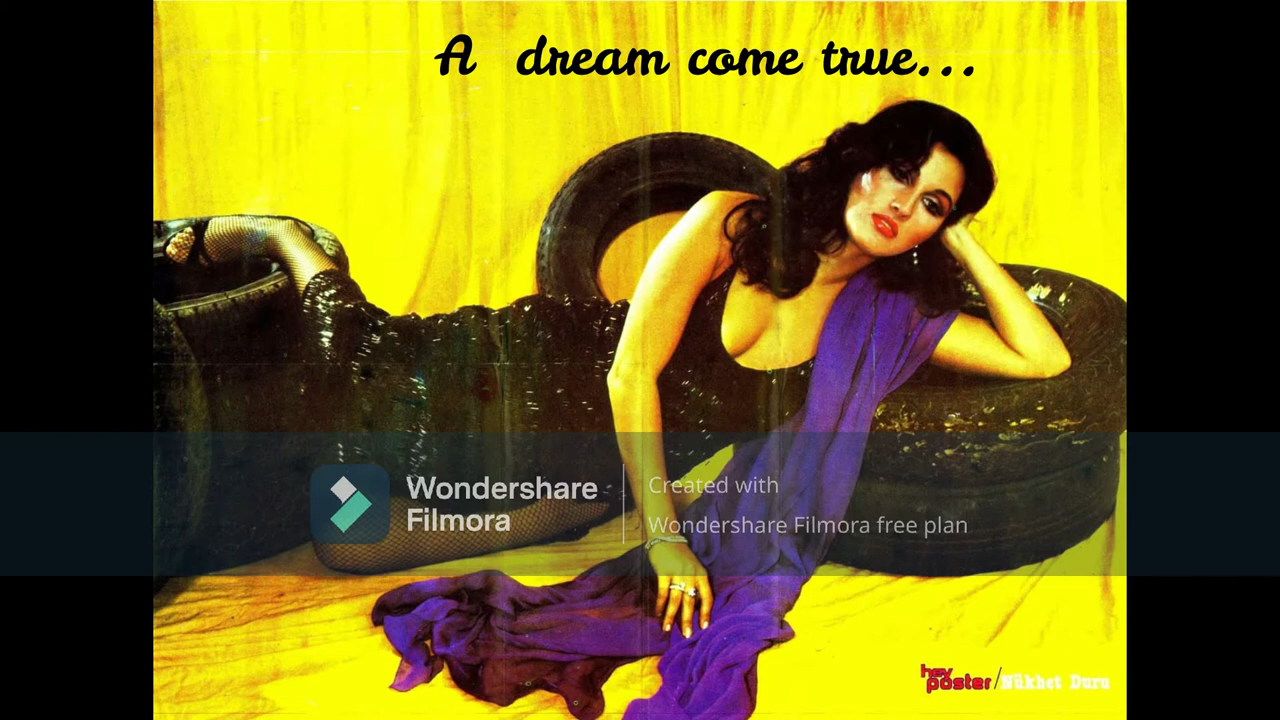 A dream come true...
Wondershare
Filmora
Created with
Wondershare Filmora free plan
hey
poster/Nükhet Duru